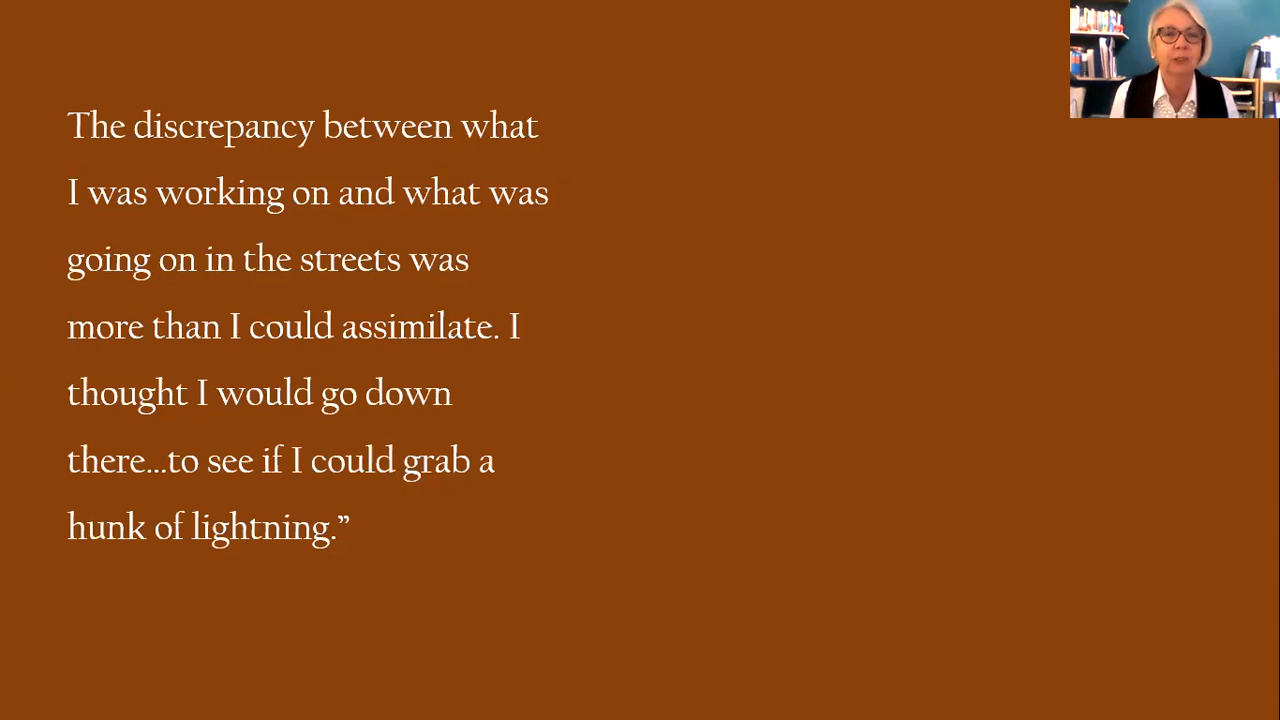 The discrepancy between what
I was working on and what was
going on in the streets was
more than I could assimilate. I
thought I would go down
there...to see if I could grab a
hunk of lightning.”